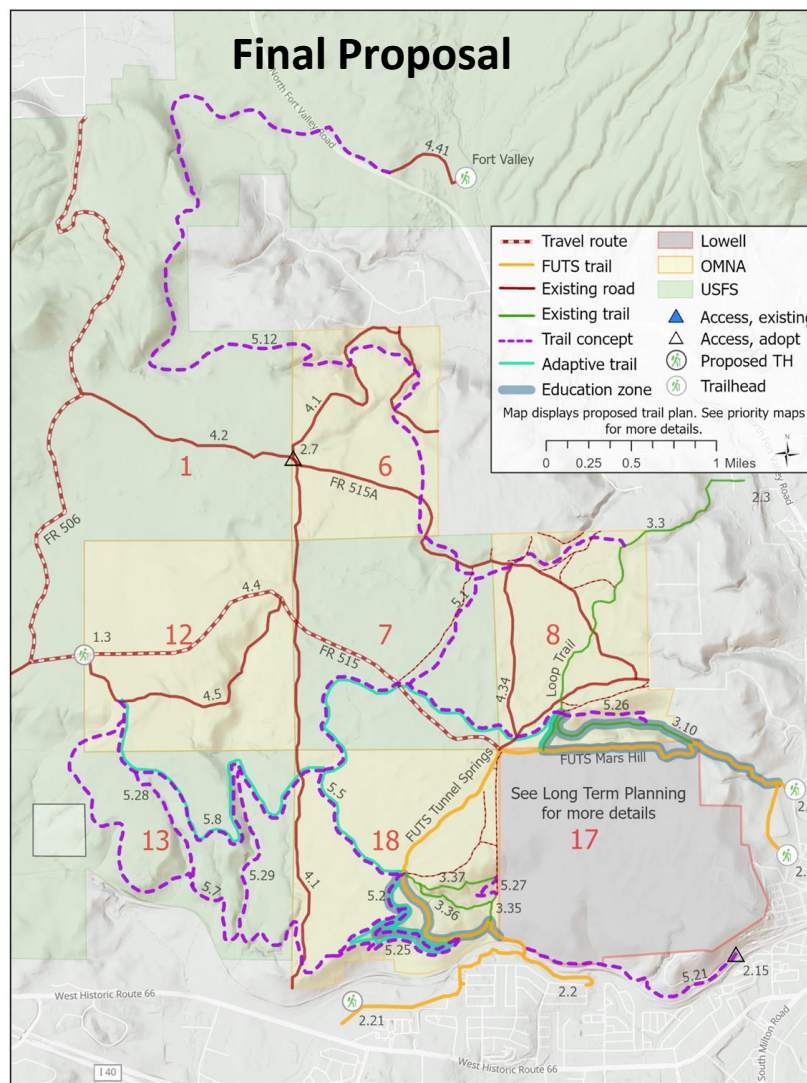 Final Proposal
North Fort Valley Road
4.41
Fort Valley
Travel route
FUTS trail
Existing road
Existing trail
Trail concept
Adaptive trail
Education zone
Lowell
OMNA
USFS
Access, existing
Access, adopt
Proposed TH
Trailhead
Map displays proposed trail plan. See priority maps
for more details.
0 0.25 0.5 1 Miles
N
5.12
4.1
4.2
2.7
1
6
FR 515A
FR 506
2.3
3.3
4.4
5.1
1.3
12
7
8
FR 515
4.5
4.34
Loop Trail
5.26
3.10
FUTS Mars Hill
FUTS Tunnel Springs
See Long Term Planning
for more details
17
5.28
5.8
5.5
13
18
5.29
5.7
4.1
3.37
5.27
5.2
3.36
3.35
5.25
5.21
2.15
2.2
2.21
West Historic Route 66
West Historic Route 66
South Milton Road
I 40